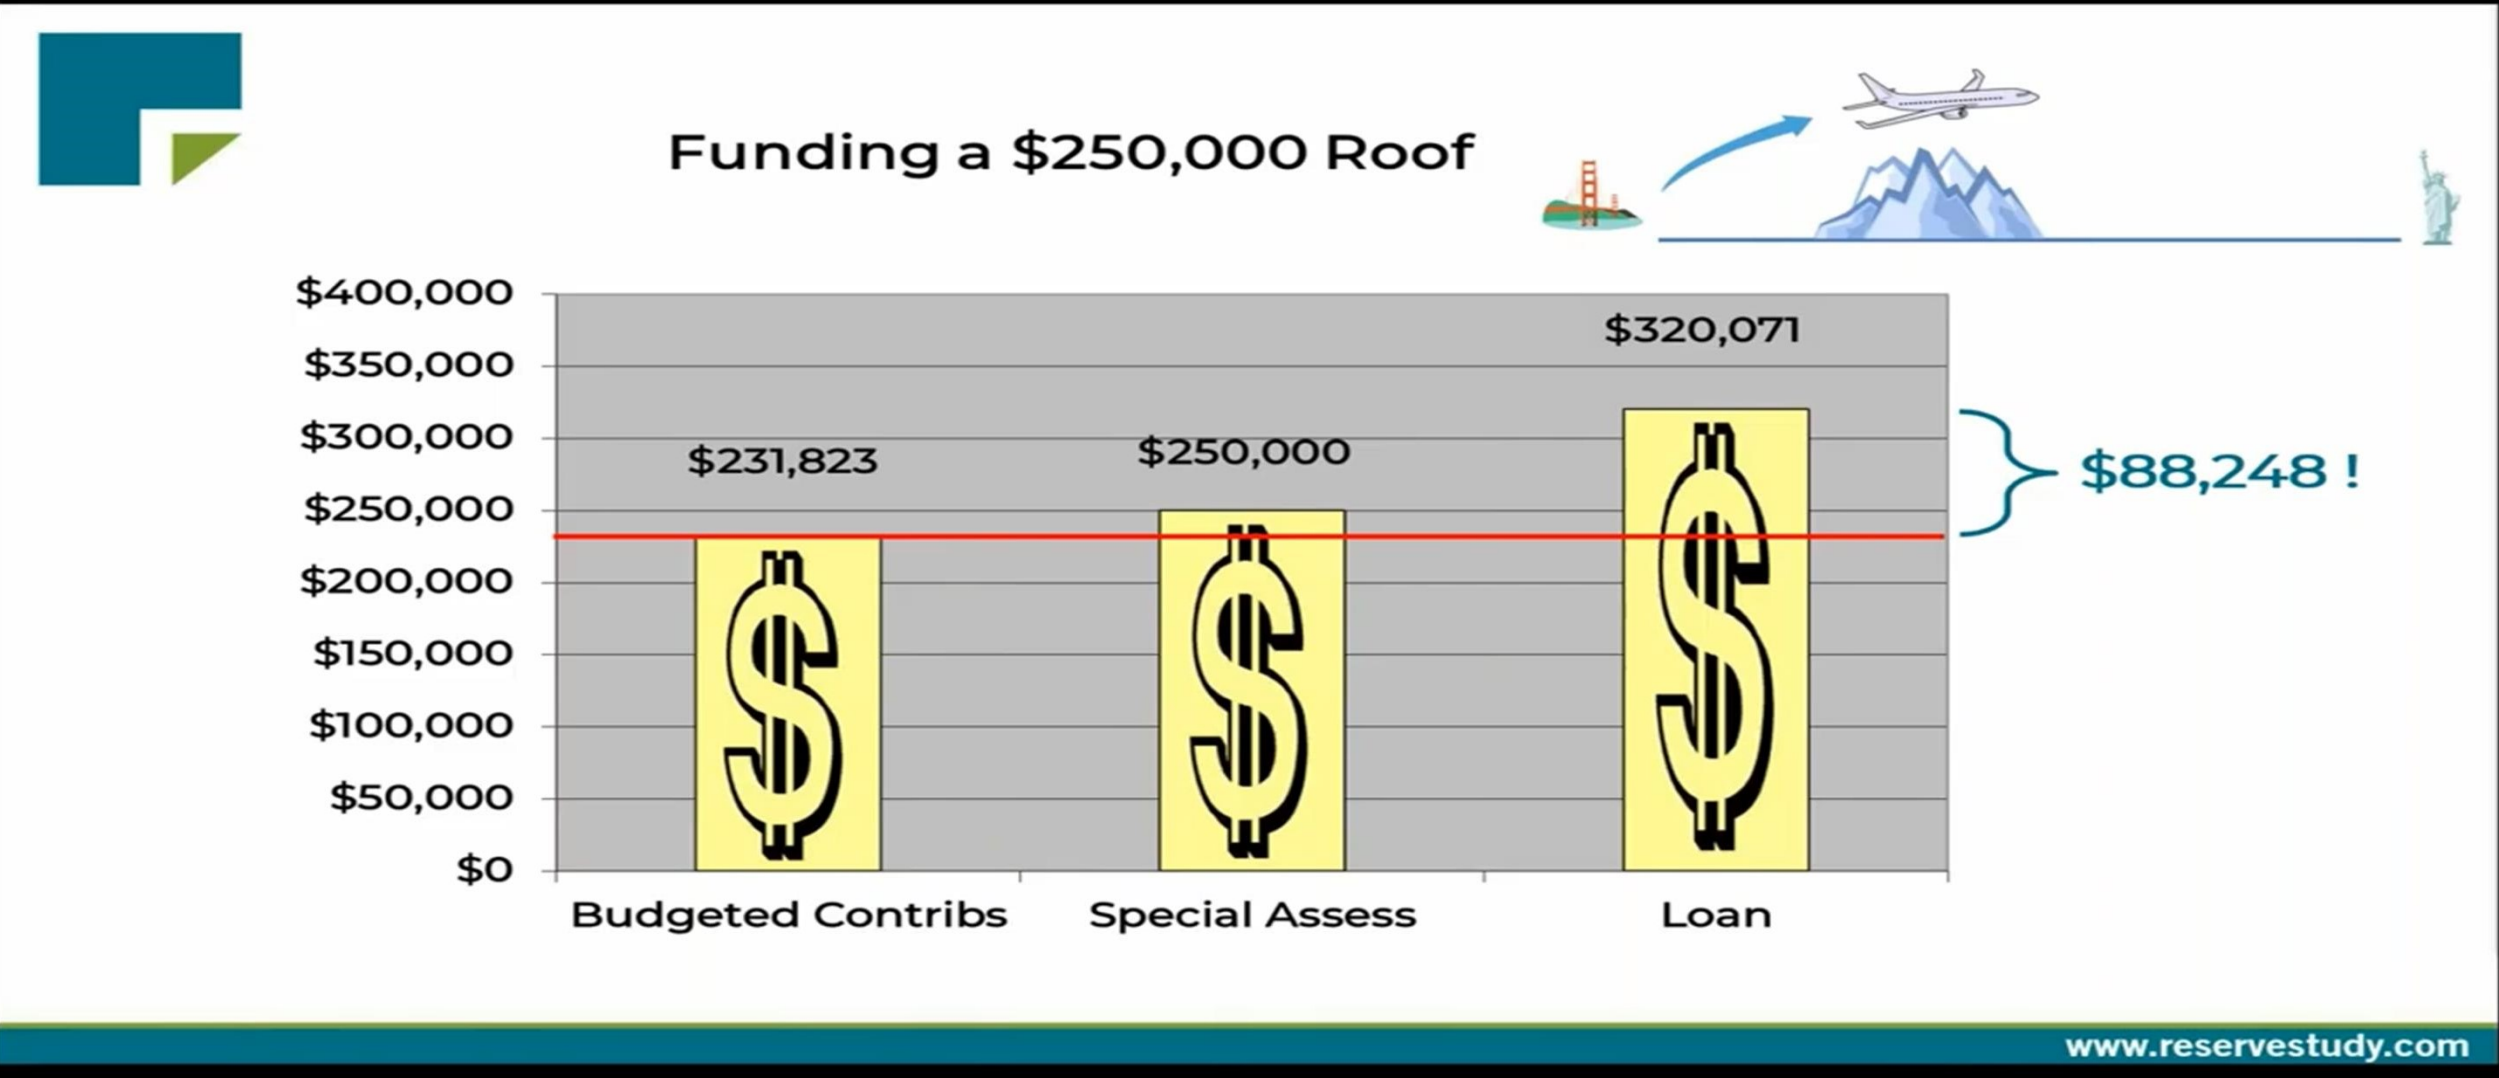 Funding a $250,000 Roof
$400,000
$350,000
$300,000
$250,000
$200,000
$150,000
$100,000
$50,000
$0
$231,823
$250,000
$320,071
$88,248 !
Budgeted Contribs
Special Assess
Loan
www.reservestudy.com